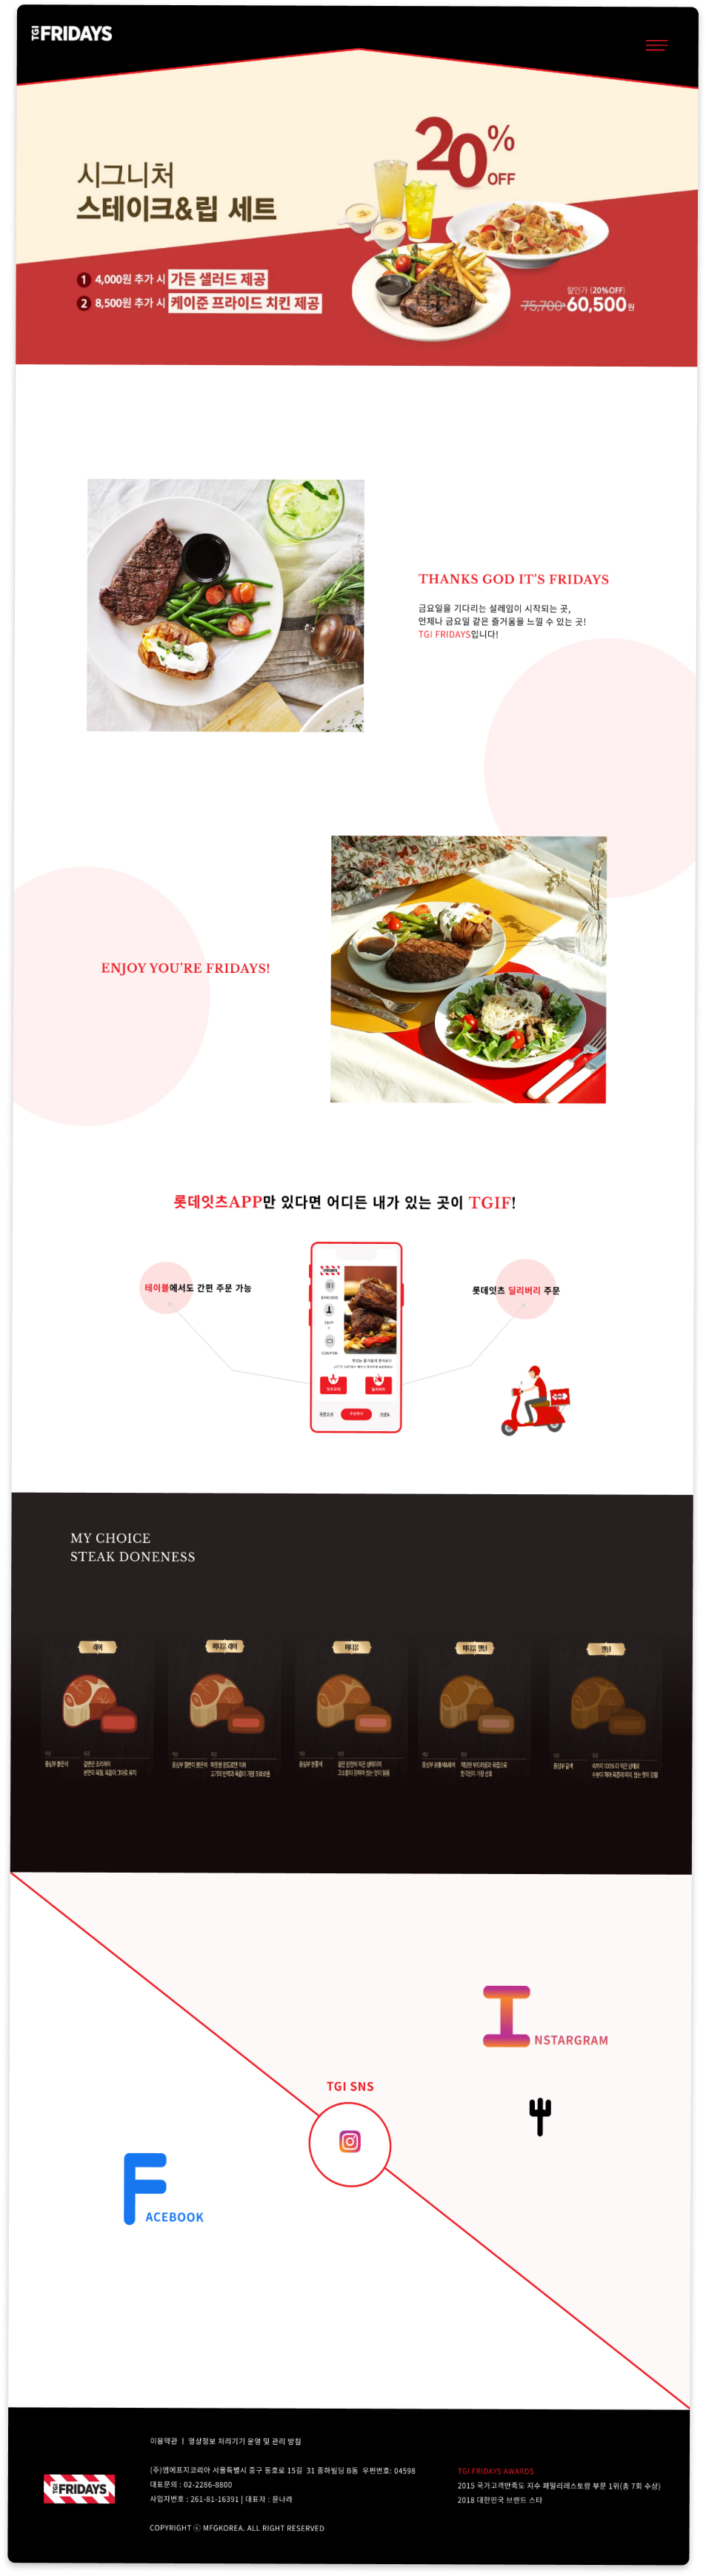 TGI FRIDAYS
20% OFF
시그니처
스테이크&립 세트
1 4,000원 추가 시 가든 샐러드 제공
2 8,500원 추가 시 케이준 프라이드 치킨 제공
할인가 (20%OFF)
75,700 60,500원
THANKS GOD IT'S FRIDAYS
금요일을 기다리는 설레임이 시작되는 곳,
언제나 금요일 같은 즐거움을 느낄 수 있는 곳!
TGI FRIDAYS입니다!
ENJOY YOU'RE FRIDAYS!
롯데잇츠APP만 있다면 어디든 내가 있는 곳이 TGIF!
테이블에서도 간편 주문 가능
롯데잇츠 딜리버리 주문
BARCODE
CHIP
COUPON
MY CHOICE
STEAK DONENESS
레어
미디움 레어
미디움
미디움 웰던
웰던
INSTARGRAM
TGI SNS
FACEBOOK
이용약관 | 영상정보 처리기기 운영 및 관리 방침
(주)엠에프지코리아 서울특별시 중구 동호로 15길 31 종하빌딩 B동 우편번호: 04598
대표문의 : 02-2286-8800
사업자번호 : 261-81-16391 | 대표자 : 윤나라
COPYRIGHT ⓒ MFGKOREA. ALL RIGHT RESERVED
TGI FRIDAYS
TGI FRIDAYS AWARDS
2015 국가고객만족도 지수 패밀리레스토랑 부문 1위(총 7회 수상)
2018 대한민국 브랜드 스타